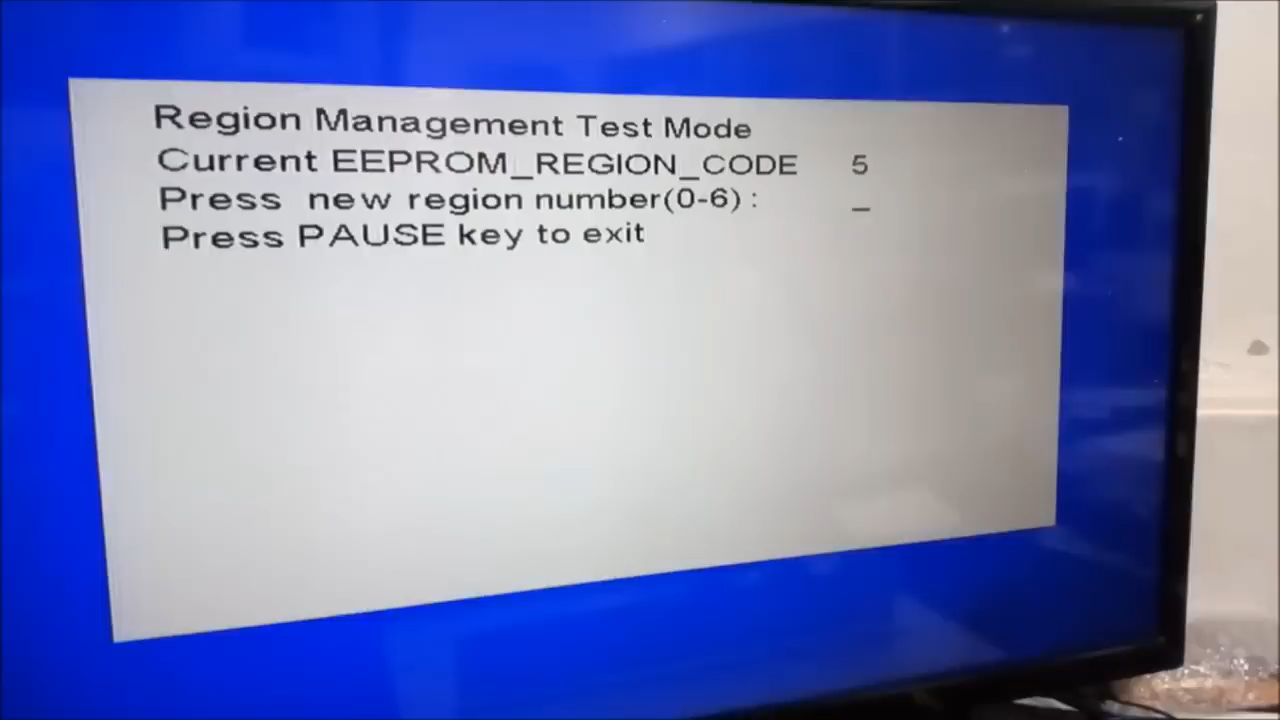 Region Management Test Mode
Current EEPROM_REGION_CODE 5
Press new region number(0-6) : _
Press PAUSE key to exit